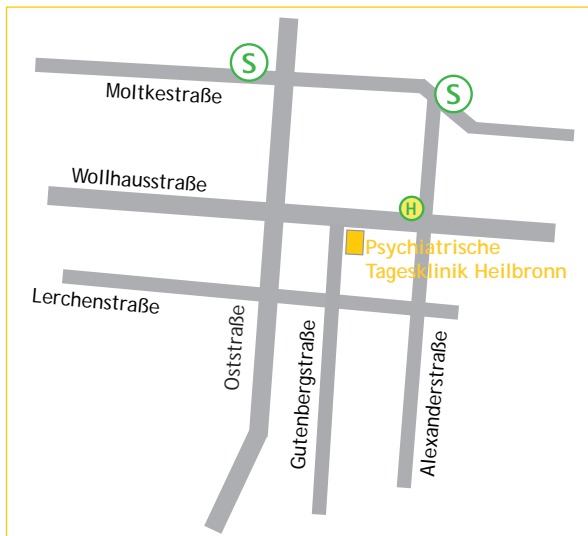 S
S
Moltkestraße
Wollhausstraße
H
Psychiatrische
Tagesklinik Heilbronn
Lerchenstraße
Oststraße
Gutenbergstraße
Alexanderstraße